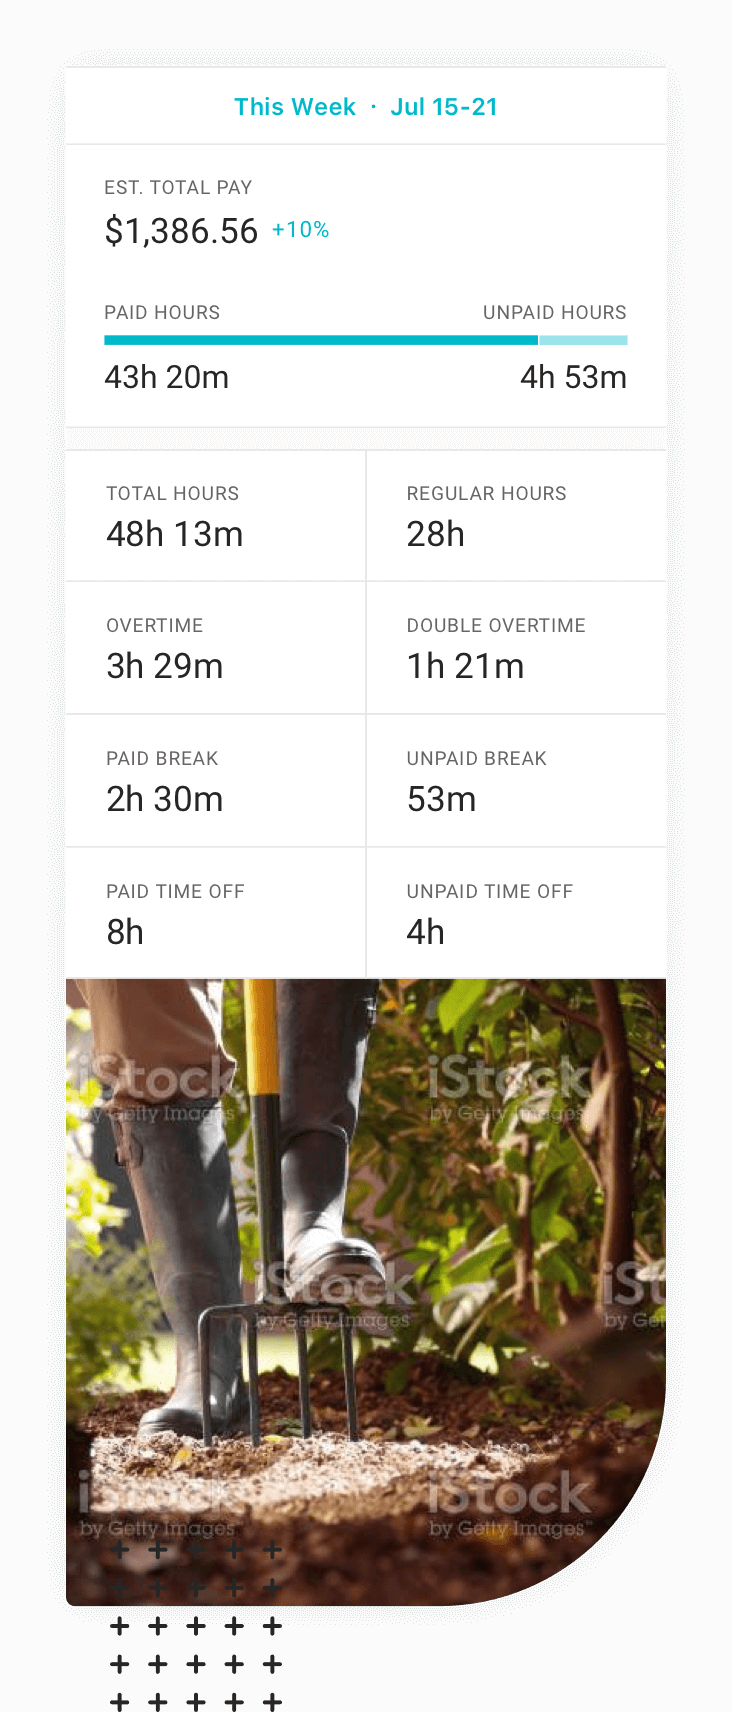 This Week · Jul 15-21
EST. TOTAL PAY
$1,386.56 +10%
PAID HOURS UNPAID HOURS
43h 20m 4h 53m
TOTAL HOURS REGULAR HOURS
48h 13m 28h
OVERTIME DOUBLE OVERTIME
3h 29m 1h 21m
PAID BREAK UNPAID BREAK
2h 30m 53m
PAID TIME OFF UNPAID TIME OFF
8h 4h
iStock iStock
by Getty Images by Getty Images
iStock iSt
by Getty Images by Get
iStock iStock
by Getty Images by Getty Images™